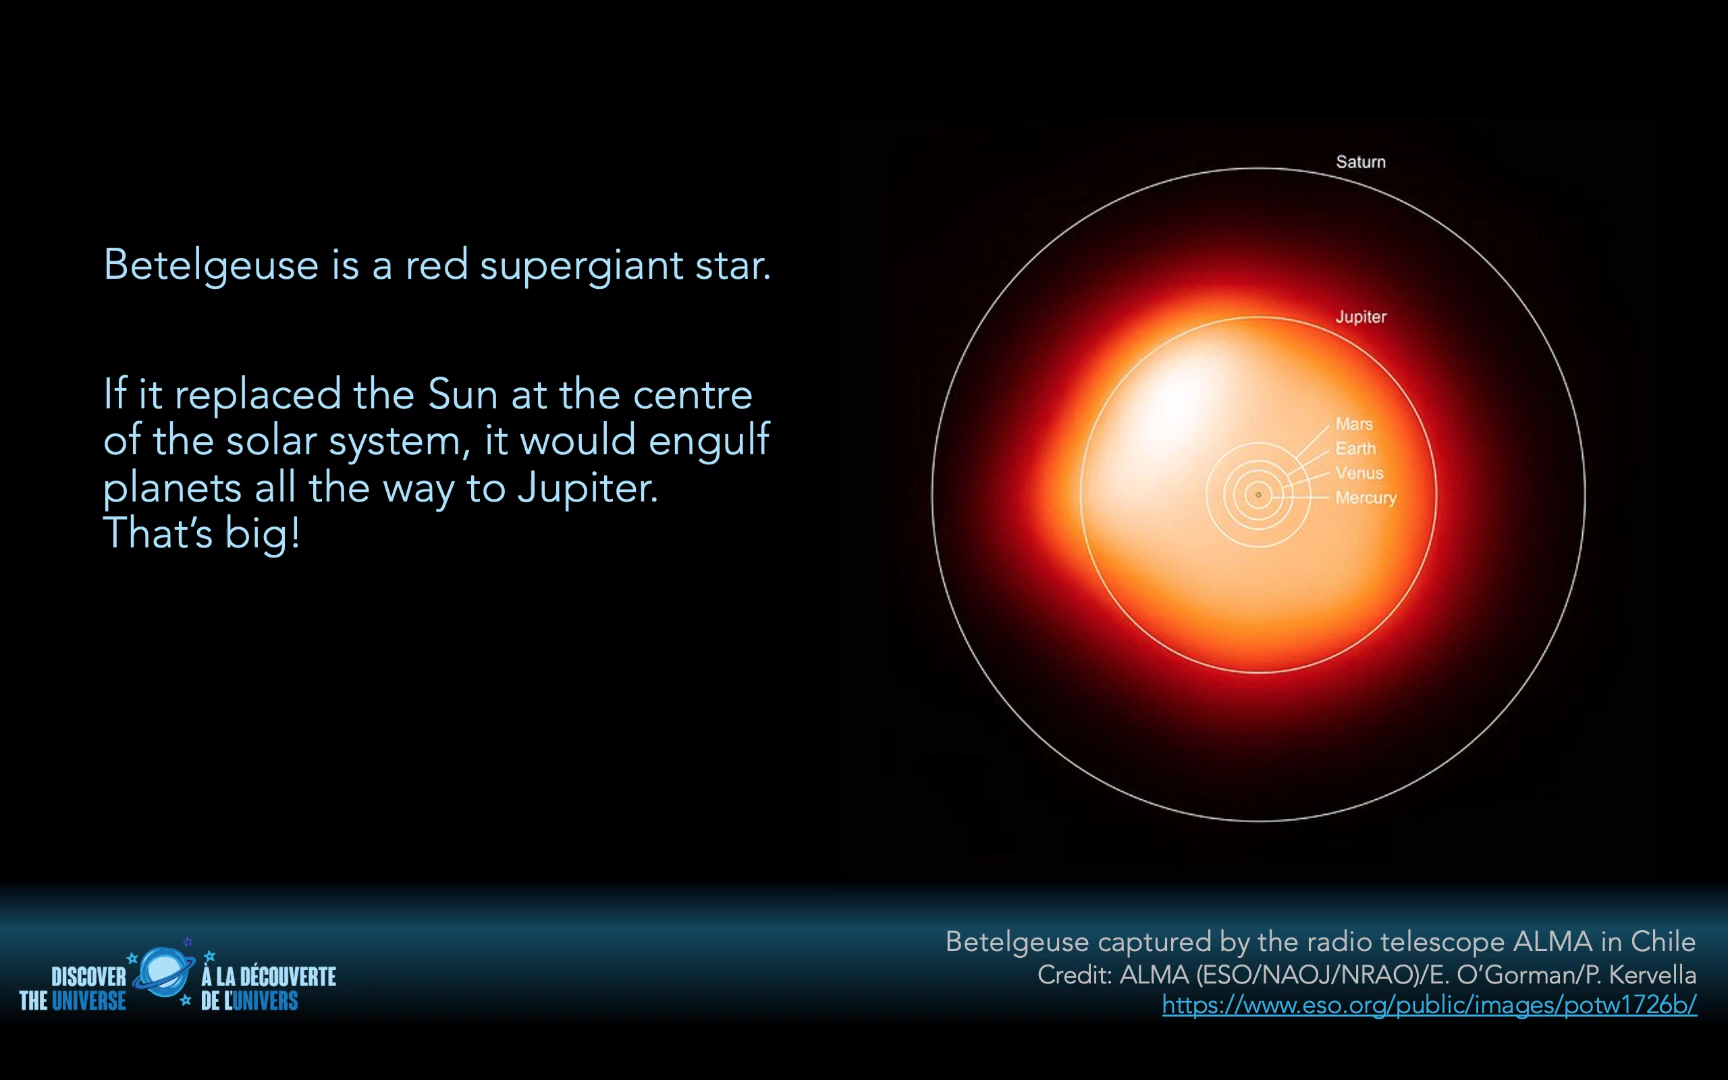 Betelgeuse is a red supergiant star.
If it replaced the Sun at the centre
of the solar system, it would engulf
planets all the way to Jupiter.
That's big!
Saturn
Jupiter
Mars
Earth
Venus
Mercury
DISCOVER
THE UNIVERSE
À LA DÉCOUVERTE
DE L'UNIVERS
Betelgeuse captured by the radio telescope ALMA in Chile
Credit: ALMA (ESO/NAOJ/NRAO)/E. O'Gorman/P. Kervella
https://www.eso.org/public/images/potw1726b/